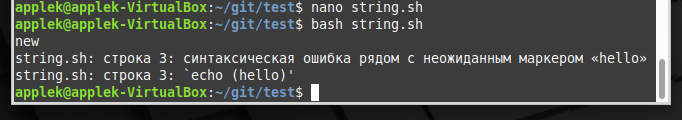 applek@applek-VirtualBox:~/git/test$ nano string.sh
applek@applek-VirtualBox:~/git/test$ bash string.sh
new
string.sh: строка 3: синтаксическая ошибка рядом с неожиданным маркером «hello»
string.sh: строка 3: `echo (hello)'
applek@applek-VirtualBox:~/git/test$